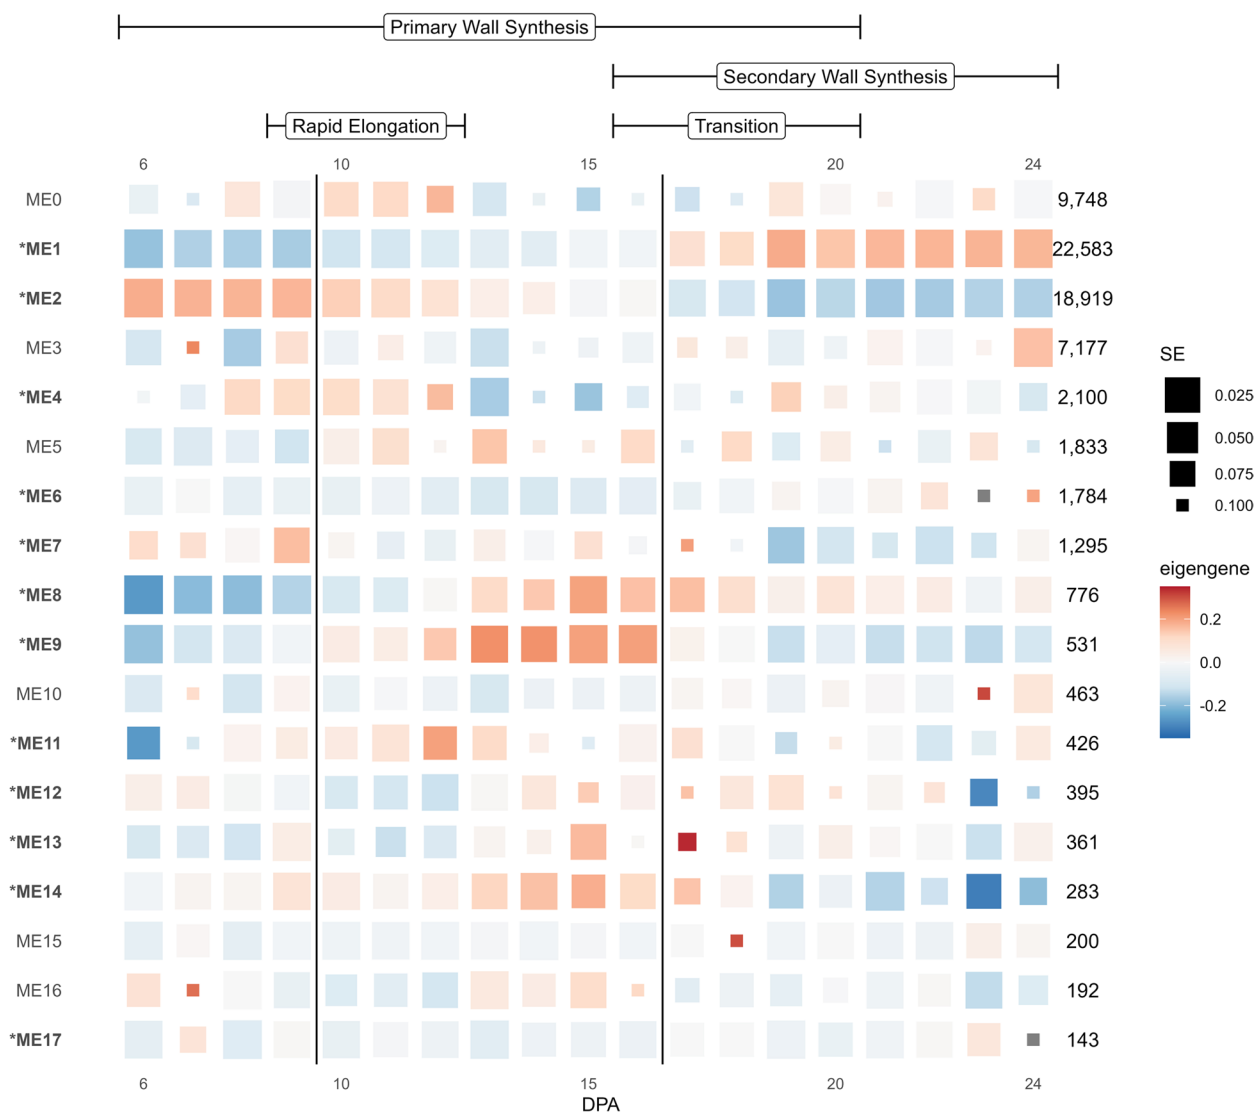 Primary Wall Synthesis
Secondary Wall Synthesis
Rapid Elongation
Transition
6 10 15 20 24
ME0 9,748
*ME1 22,583
*ME2 18,919
ME3 7,177
*ME4 2,100
ME5 1,833
*ME6 1,784
*ME7 1,295
*ME8 776
*ME9 531
ME10 463
*ME11 426
*ME12 395
*ME13 361
*ME14 283
ME15 200
ME16 192
*ME17 143
6 10 15 20 24
DPA
SE
0.025
0.050
0.075
0.100
eigengene
0.2
0.0
-0.2